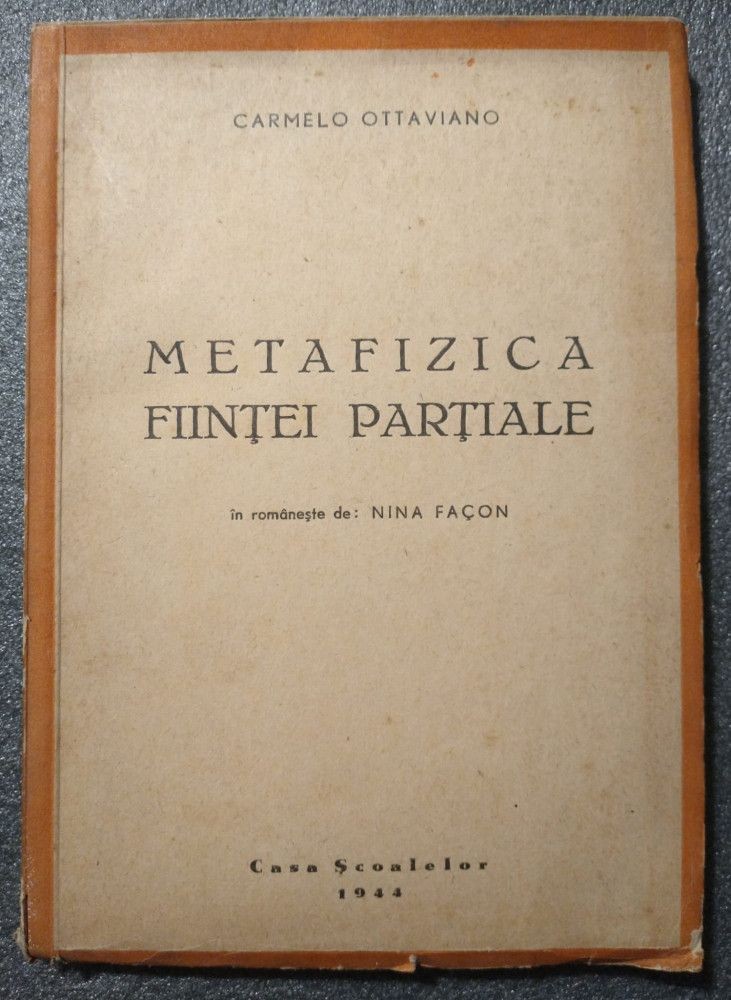 CARMELO OTTAVIANO
METAFIZICA
FIINŢEI PARŢIALE
în româneşte de: NINA FAÇON
Casa Şcoalelor
1944